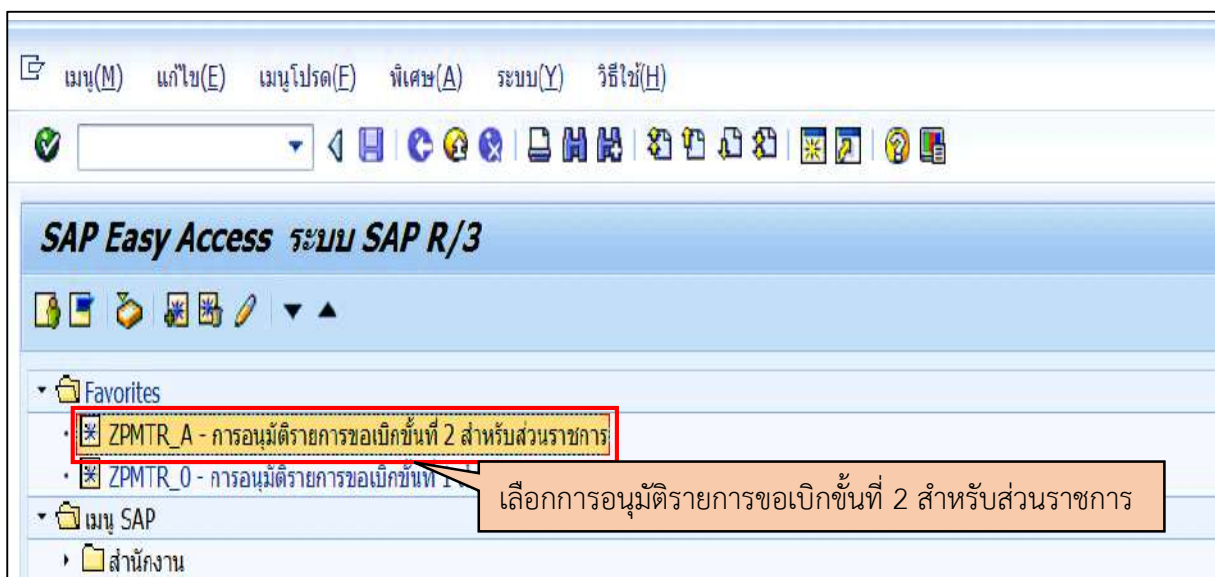 เมนู(M) แก้ไข(E) เมนูโปรด(F) พิเศษ(A) ระบบ(Y) วิธีใช้(H)
SAP Easy Access ระบบ SAP R/3
Favorites
ZPMTR_A - การอนุมัติรายการขอเบิกขั้นที่ 2 สำหรับส่วนราชการ
ZPMTR_0 - การอนุมัติรายการขอเบิกขั้นที่ 1
เลือกการอนุมัติรายการขอเบิกขั้นที่ 2 สำหรับส่วนราชการ
เมนู SAP
สำนักงาน